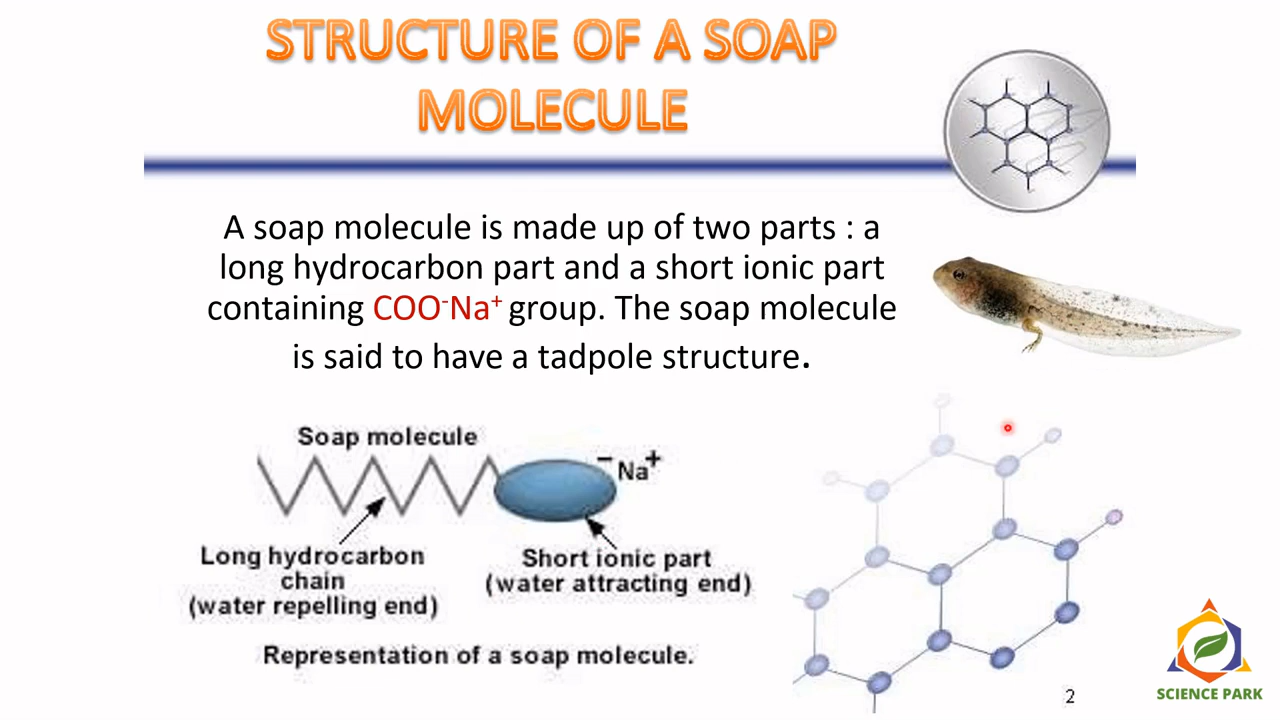 STRUCTURE OF A SOAP
MOLECULE
A soap molecule is made up of two parts : a
long hydrocarbon part and a short ionic part
containing COO⁻Na⁺ group. The soap molecule
is said to have a tadpole structure.
Soap molecule
− Na+
Long hydrocarbon
chain
(water repelling end)
Short ionic part
(water attracting end)
Representation of a soap molecule.
2
SCIENCE PARK